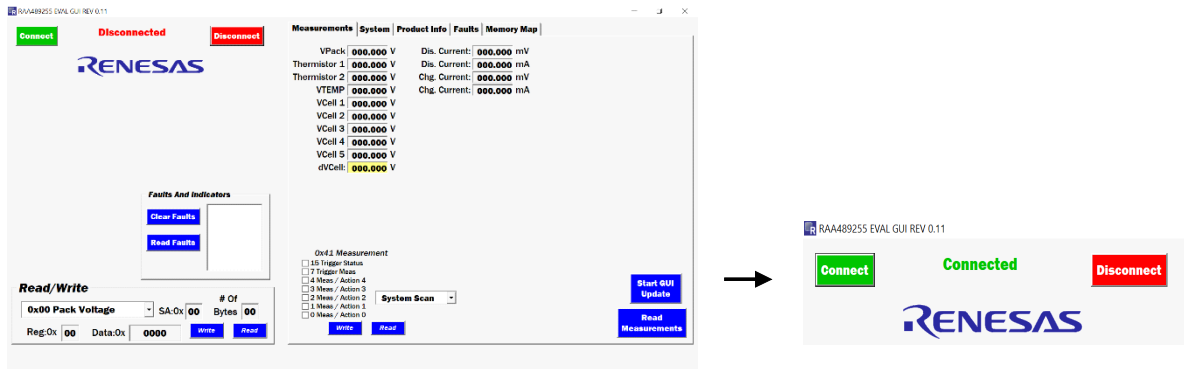 RAA489255 EVAL GUI REV 0.11
Connect
Disconnected
Disconnect
RENESAS
Measurements System Product Info Faults Memory Map
VPack 000.000 V Dis. Current: 000.000 mV
Thermistor 1 000.000 V Dis. Current: 000.000 mA
Thermistor 2 000.000 V Chg. Current: 000.000 mV
VTEMP 000.000 V Chg. Current: 000.000 mA
VCell 1 000.000 V
VCell 2 000.000 V
VCell 3 000.000 V
VCell 4 000.000 V
VCell 5 000.000 V
dVCell: 000.000 V
Faults And Indicators
Clear Faults
Read Faults
Read/Write
0x00 Pack Voltage SA:0x 00
# Of
Bytes 00
Reg:0x 00 Data:0x 0000 Write Read
0x41 Measurement
15 Trigger Status
7 Trigger Meas
4 Meas / Action 4
3 Meas / Action 3
2 Meas / Action 2
1 Meas / Action 1
0 Meas / Action 0
System Scan
Write Read
Start GUI
Update
Read
Measurements
RAA489255 EVAL GUI REV 0.11
Connect
Connected
Disconnect
RENESAS